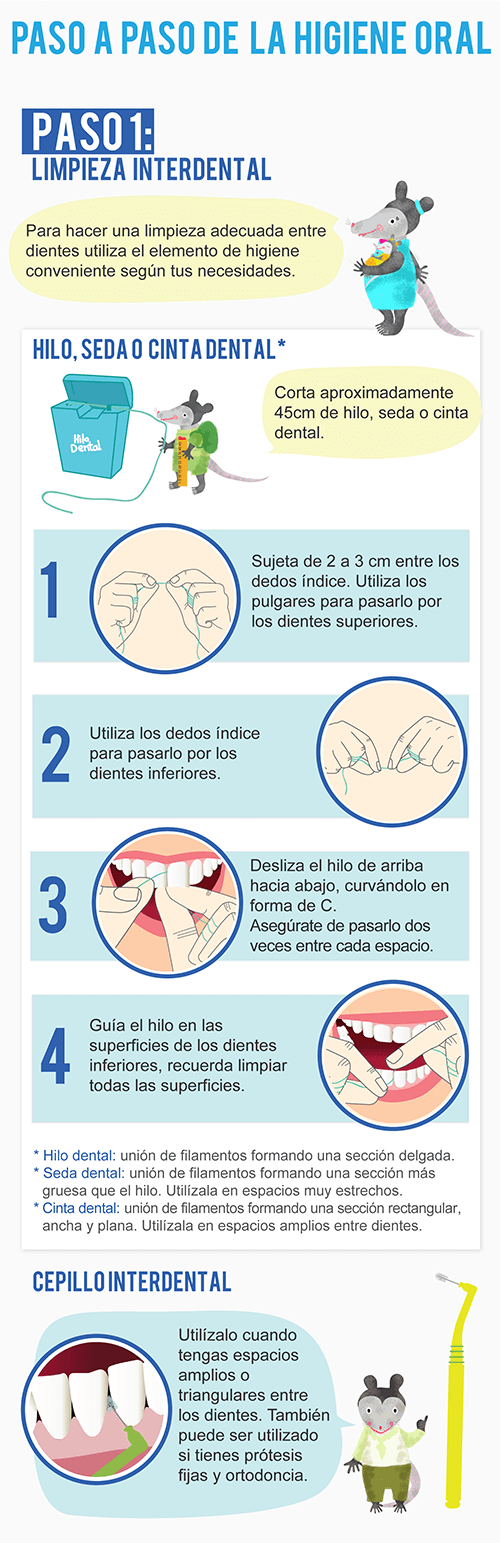 PASO A PASO DE LA HIGIENE ORAL
PASO 1:
LIMPIEZA INTERDENTAL
Para hacer una limpieza adecuada entre
dientes utiliza el elemento de higiene
conveniente según tus necesidades.
HILO, SEDA O CINTA DENTAL*
Hilo
Dental
Corta aproximadamente
45cm de hilo, seda o cinta
dental.
1
Sujeta de 2 a 3 cm entre los
dedos índice. Utiliza los
pulgares para pasarlo por
los dientes superiores.
2
Utiliza los dedos índice
para pasarlo por los
dientes inferiores.
3
Desliza el hilo de arriba
hacia abajo, curvándolo en
forma de C.
Asegúrate de pasarlo dos
veces entre cada espacio.
4
Guía el hilo en las
superficies de los dientes
inferiores, recuerda limpiar
todas las superficies.
* Hilo dental: unión de filamentos formando una sección delgada.
* Seda dental: unión de filamentos formando una sección más
gruesa que el hilo. Utilízala en espacios muy estrechos.
* Cinta dental: unión de filamentos formando una sección rectangular,
ancha y plana. Utilízala en espacios amplios entre dientes.
CEPILLO INTERDENTAL
Utilízalo cuando
tengas espacios
amplios o
triangulares entre
los dientes. También
puede ser utilizado
si tienes prótesis
fijas y ortodoncia.